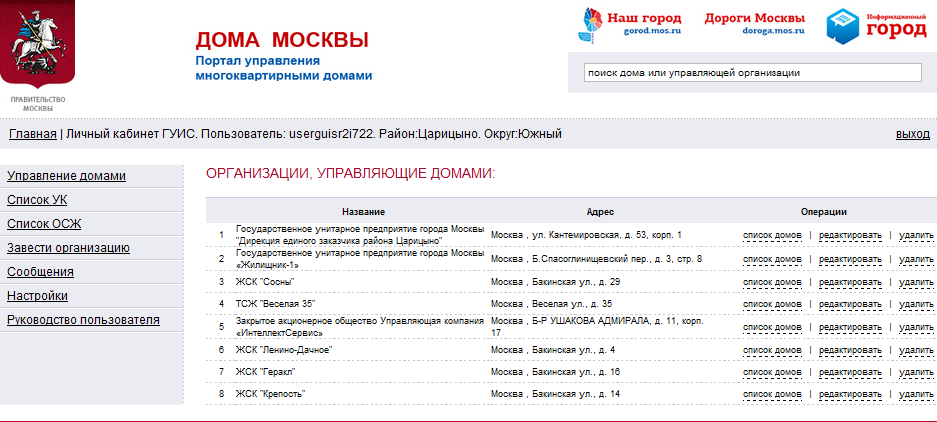 ПРАВИТЕЛЬСТВО
МОСКВЫ
ДОМА МОСКВЫ
Портал управления
многоквартирными домами
Наш город
gorod.mos.ru
Дороги Москвы
doroga.mos.ru
Информационный
город
поиск дома или управляющей организации
Главная | Личный кабинет ГУИС. Пользователь: userguisr2i722. Район:Царицыно. Округ:Южный
выход
Управление домами
Список УК
Список ОСЖ
Завести организацию
Сообщения
Настройки
Руководство пользователя
ОРГАНИЗАЦИИ, УПРАВЛЯЮЩИЕ ДОМАМИ:
Название Адрес Операции
1 Государственное унитарное предприятие города Москвы
"Дирекция единого заказчика района Царицыно" Москва , ул. Кантемировская, д. 53, корп. 1 список домов | редактировать | удалить
2 Государственное унитарное предприятие города Москвы
«Жилищник-1» Москва , Б.Спасоглинищевский пер., д. 3, стр. 8 список домов | редактировать | удалить
3 ЖСК "Сосны" Москва , Бакинская ул., д. 29 список домов | редактировать | удалить
4 ТСЖ "Веселая 35" Москва , Веселая ул., д. 35 список домов | редактировать | удалить
5 Закрытое акционерное общество Управляющая компания
«ИнтеллектСервис» Москва , Б-Р УШАКОВА АДМИРАЛА, д. 11, корп.
17 список домов | редактировать | удалить
6 ЖСК "Ленино-Дачное" Москва , Бакинская ул., д. 4 список домов | редактировать | удалить
7 ЖСК "Геракл" Москва , Бакинская ул., д. 16 список домов | редактировать | удалить
8 ЖСК "Крепость" Москва , Бакинская ул., д. 14 список домов | редактировать | удалить